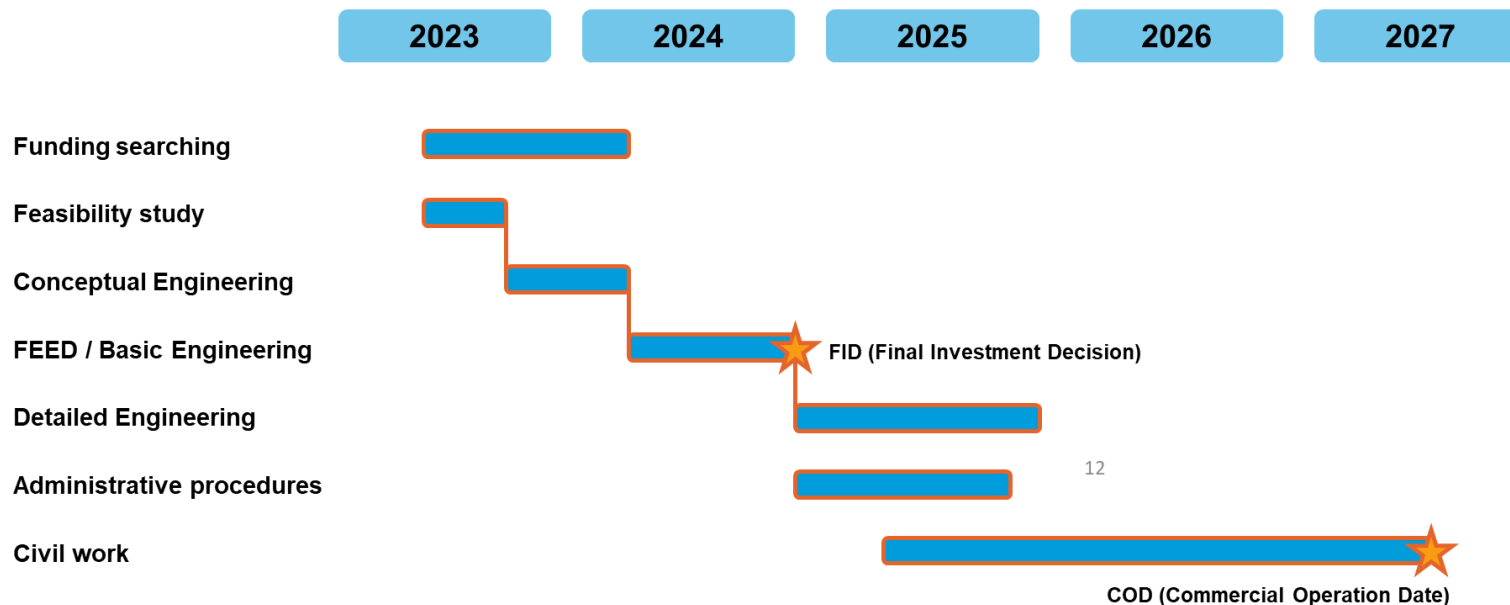 2023 2024 2025 2026 2027
Funding searching
Feasibility study
Conceptual Engineering
FEED / Basic Engineering
FID (Final Investment Decision)
Detailed Engineering
12
Administrative procedures
Civil work
COD (Commercial Operation Date)